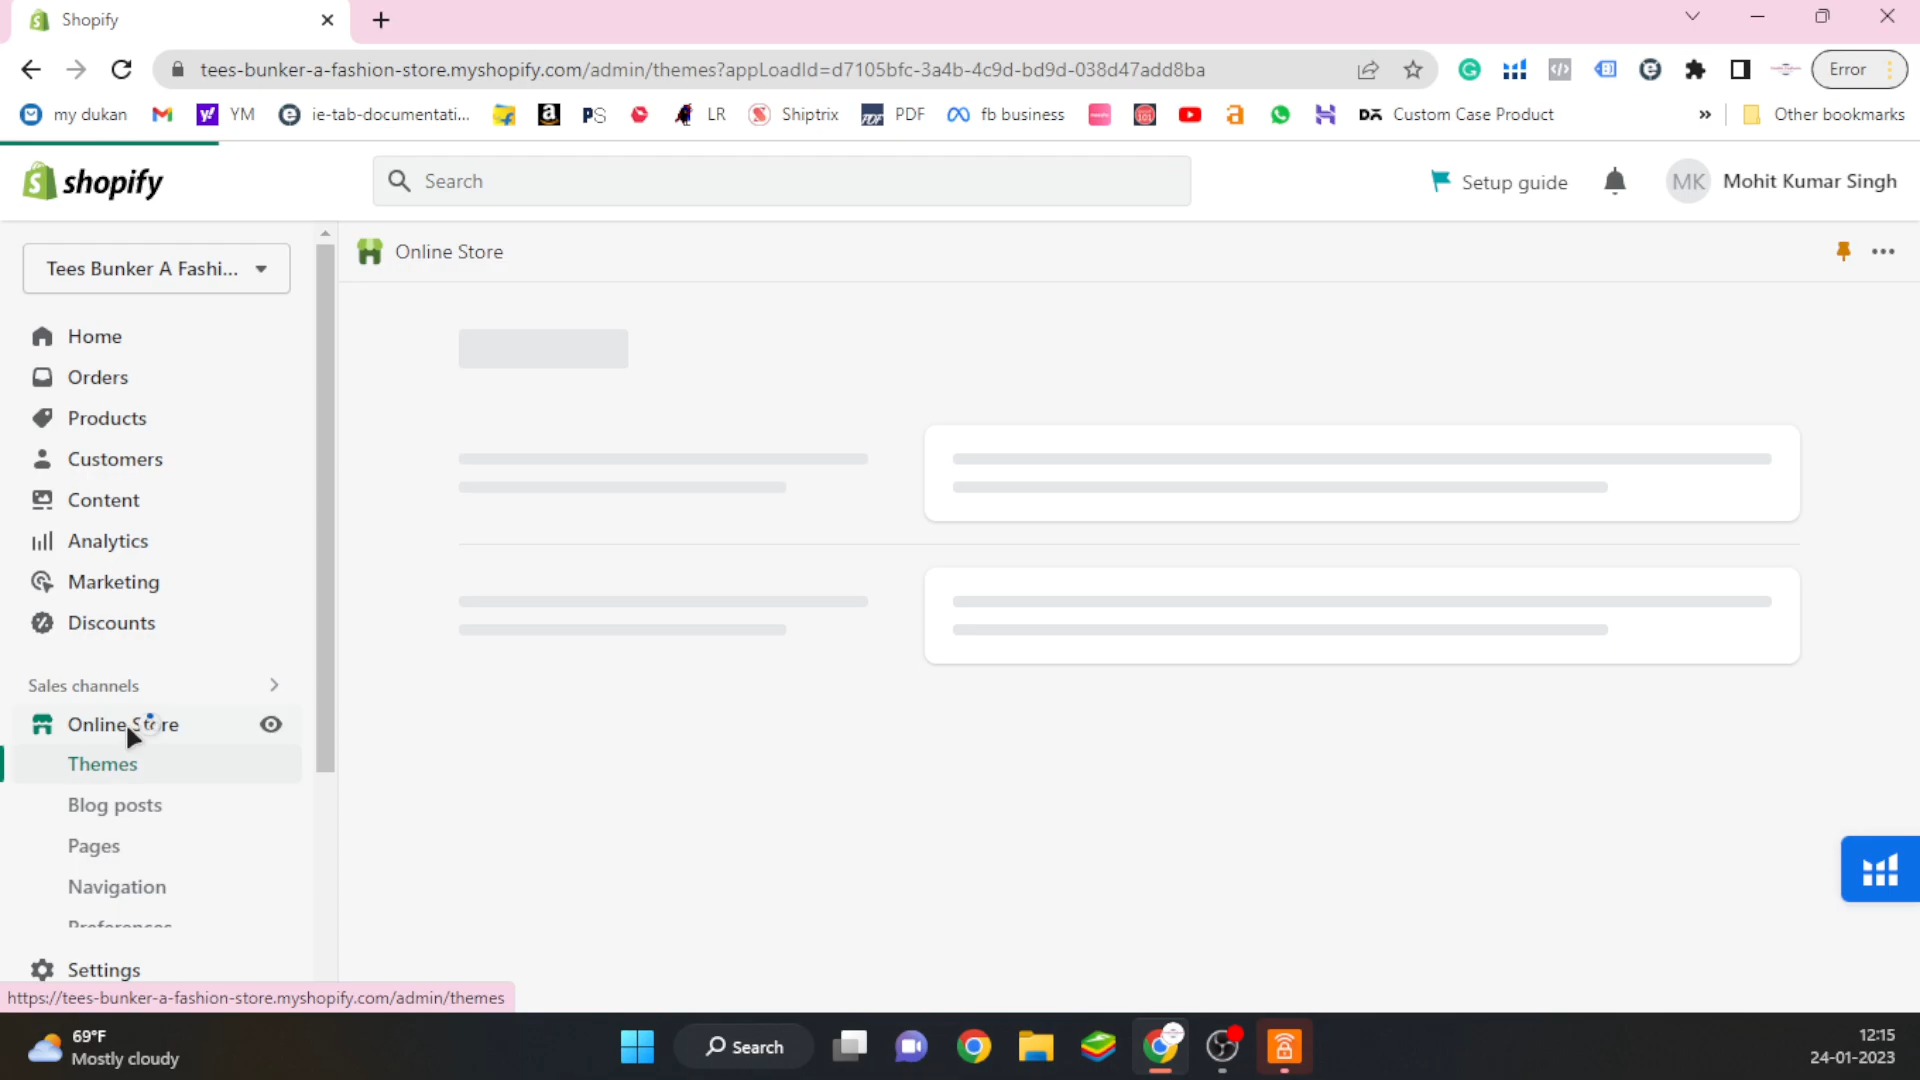 Shopify
tees-bunker-a-fashion-store.myshopify.com/admin/themes?appLoadId=d7105bfc-3a4b-4c9d-bd9d-038d47add8ba
Error
my dukan
YM
ie-tab-documentati...
LR
Shiptrix
PDF
fb business
Custom Case Product
»
Other bookmarks
shopify
Search
Setup guide
MK
Mohit Kumar Singh
Tees Bunker A Fashi...
Online Store
Home
Orders
Products
Customers
Content
Analytics
Marketing
Discounts
Sales channels
Online Store
Themes
Blog posts
Pages
Navigation
Preferences
Settings
https://tees-bunker-a-fashion-store.myshopify.com/admin/themes
69°F
Mostly cloudy
Search
12:15
24-01-2023